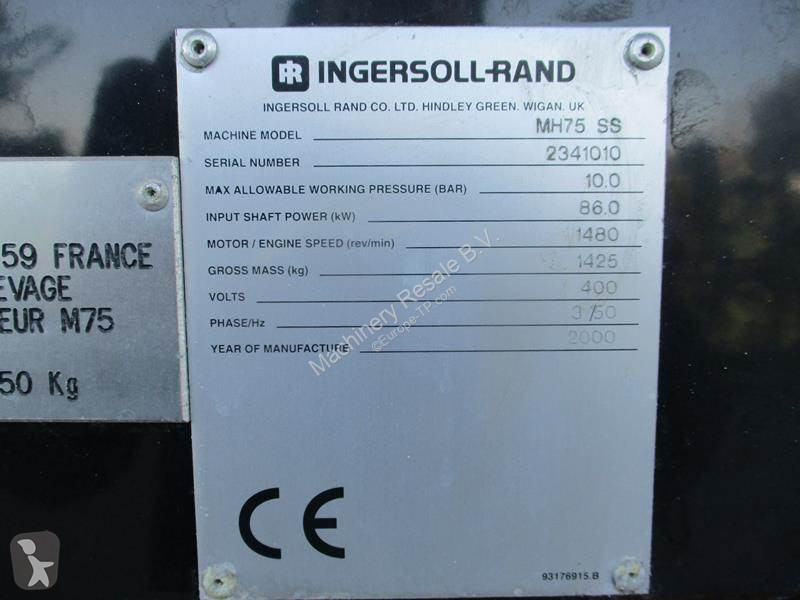 IR INGERSOLL-RAND
INGERSOLL RAND CO. LTD. HINDLEY GREEN. WIGAN. UK
MACHINE MODEL MH75 SS
SERIAL NUMBER 2341010
MAX ALLOWABLE WORKING PRESSURE (BAR) 10.0
INPUT SHAFT POWER (kW) 86.0
MOTOR / ENGINE SPEED (rev/min) 1480
GROSS MASS (kg) 1425
VOLTS 400
PHASE/Hz 3/50
YEAR OF MANUFACTURE 2000
CE
93176915.B
59 FRANCE
EVAGE
EUR M75
50 Kg
Machinery Resale B.V.
©Europe-TP.com